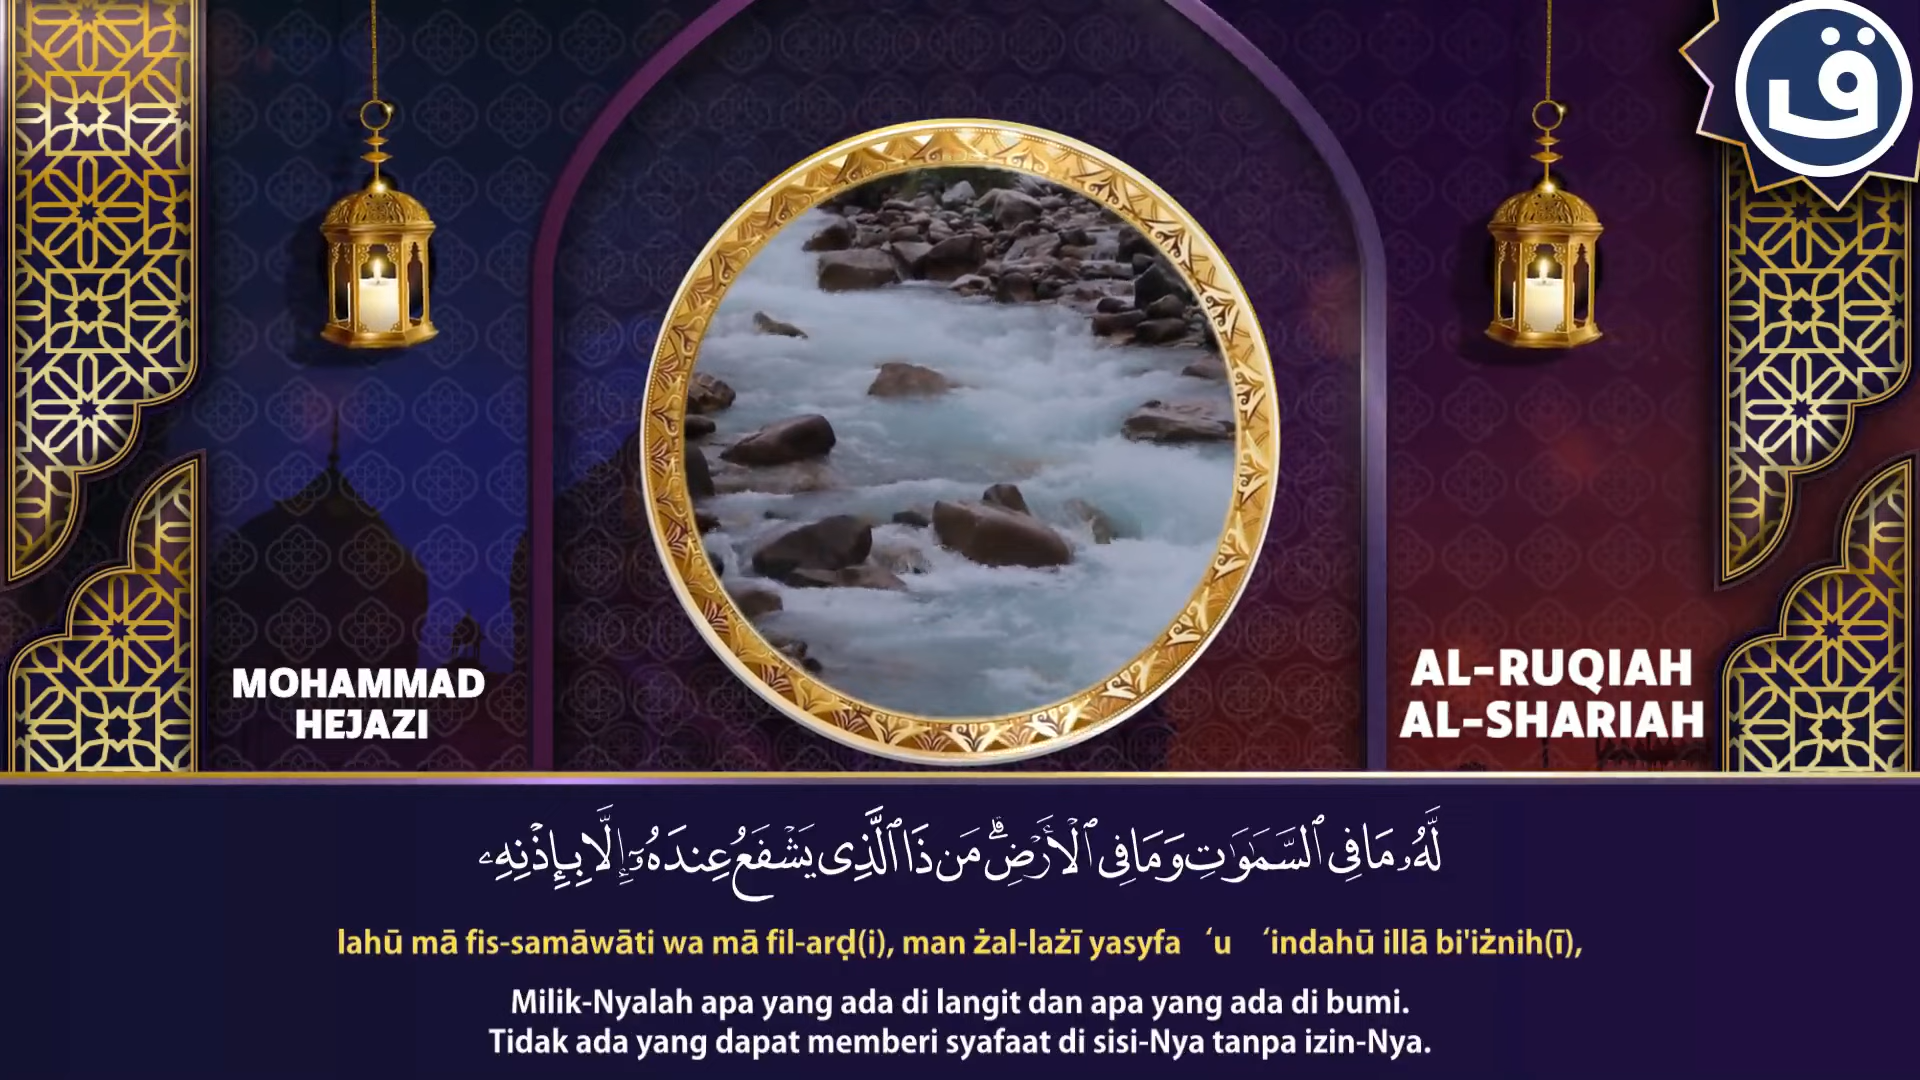 ق
MOHAMMAD
HEJAZI
AL-RUQIAH
AL-SHARIAH
لَّهُۥ مَا فِى ٱلسَّمَـٰوَٰتِ وَمَا فِى ٱلْأَرْضِ ۗ مَن ذَا ٱلَّذِى يَشْفَعُ عِندَهُۥٓ إِلَّا بِإِذْنِهِۦ
lahū mā fis-samāwāti wa mā fil-arḍ(i), man żal-lażī yasyfa ‘u ‘indahū illā bi'iżnih(ī),
Milik-Nyalah apa yang ada di langit dan apa yang ada di bumi.
Tidak ada yang dapat memberi syafaat di sisi-Nya tanpa izin-Nya.